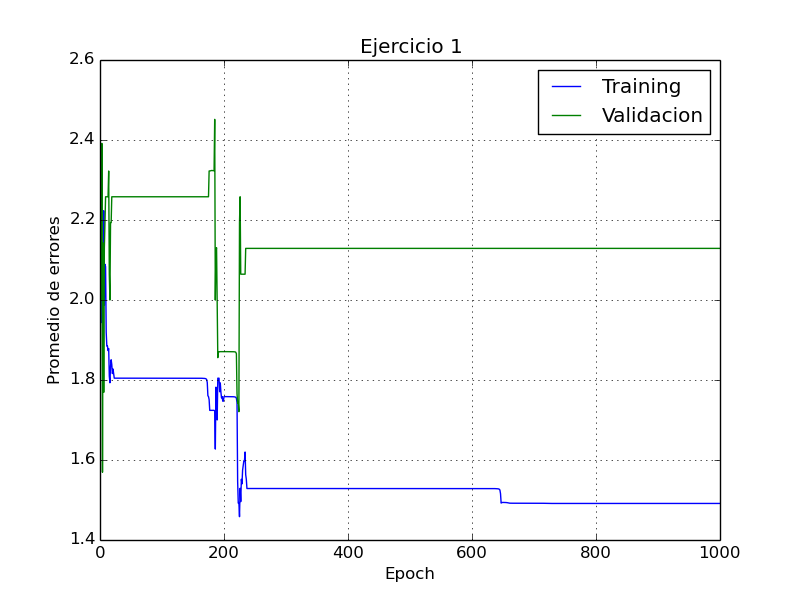 Ejercicio 1
Training
Validacion
Promedio de errores
2.6
2.4
2.2
2.0
1.8
1.6
1.4
0 200 400 600 800 1000
Epoch